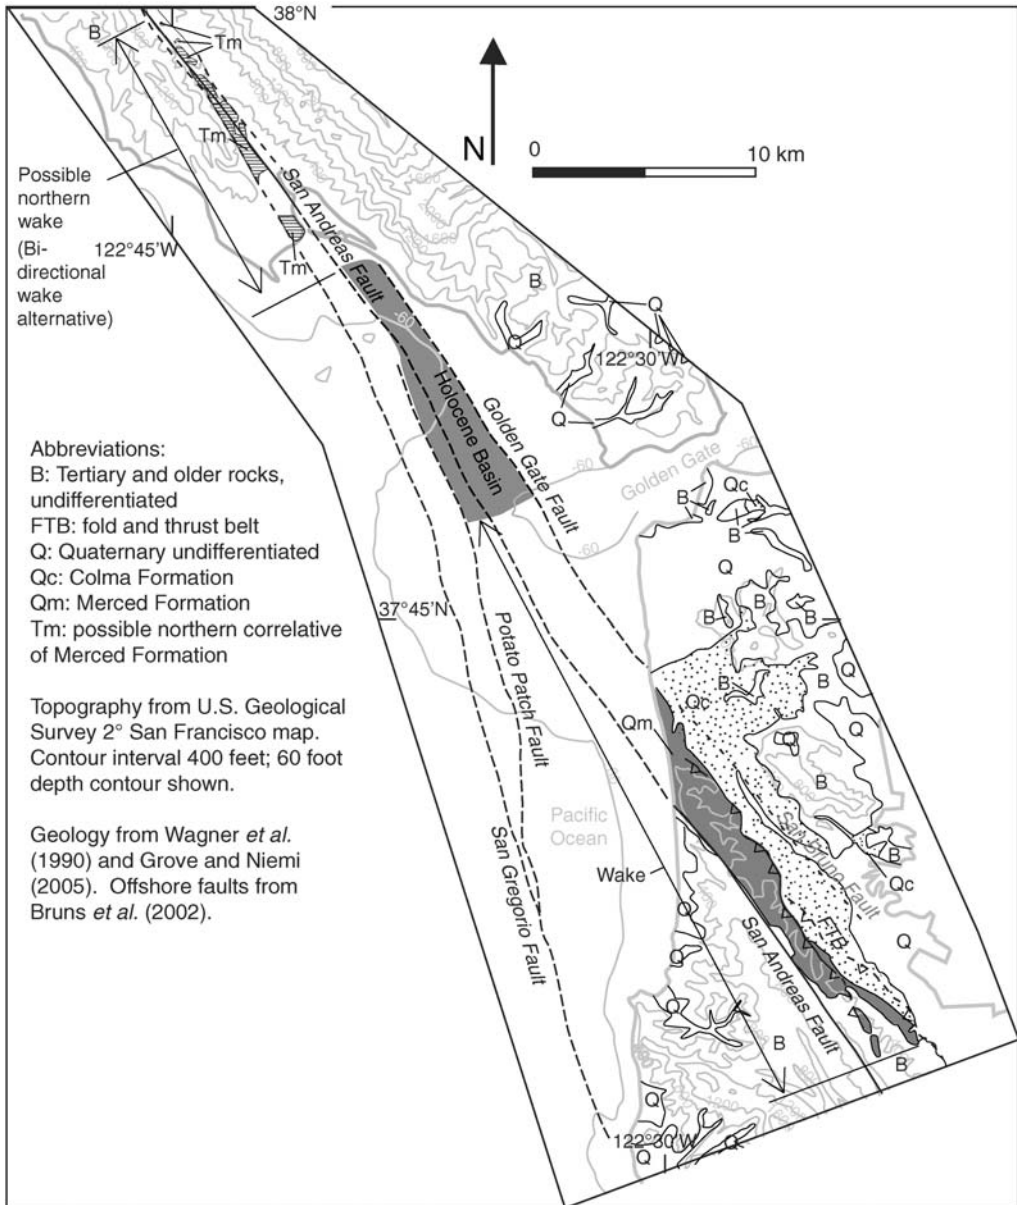 38°N
B
Tm
N
0
10 km
Tm
Possible
northern
wake
(Bi-
directional
wake
alternative)
122°45'W
San Andreas Fault
Tm
B
Q
Q
122°30'W
Q
-60
Holocene Basin
Golden Gate Fault
Golden Gate
-60
-60
-60
Abbreviations:
B: Tertiary and older rocks,
undifferentiated
FTB: fold and thrust belt
Q: Quaternary undifferentiated
Qc: Colma Formation
Qm: Merced Formation
Tm: possible northern correlative
of Merced Formation
Topography from U.S. Geological
Survey 2° San Francisco map.
Contour interval 400 feet; 60 foot
depth contour shown.
Geology from Wagner et al.
(1990) and Grove and Niemi
(2005). Offshore faults from
Bruns et al. (2002).
B
Qc
B
Q
37°45'N
B
B
B
B
Q
B
Qc
Qm
Q
Q
B
Potato Patch Fault
San Gregorio Fault
Pacific
Ocean
Wake
San Bruno Fault
B
Qc
FTB
San Andreas Fault
Q
Q
Q
Q
B
B
Q
122°30'W
Q
Q